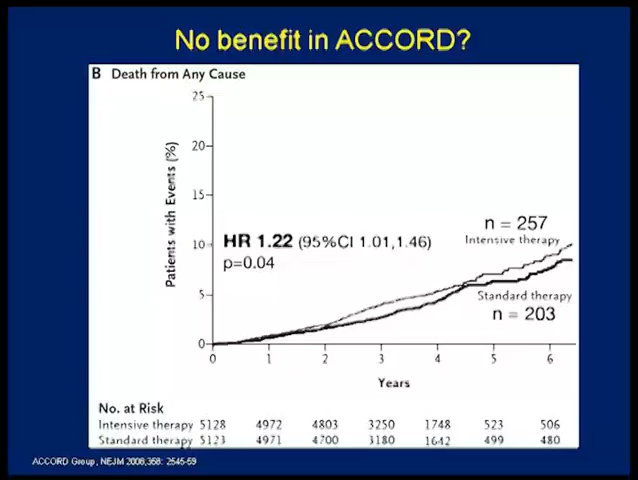 No benefit in ACCORD?
B Death from Any Cause
25
20
15
10
5
0
Patients with Events (%)
HR 1.22 (95%CI 1.01,1.46)
p=0.04
n = 257
Intensive therapy
Standard therapy
n = 203
0 1 2 3 4 5 6
Years
No. at Risk
Intensive therapy 5128 4972 4803 3250 1748 523 506
Standard therapy 5123 4971 4700 3180 1642 499 480
ACCORD Group, NEJM 2008;358: 2545-59